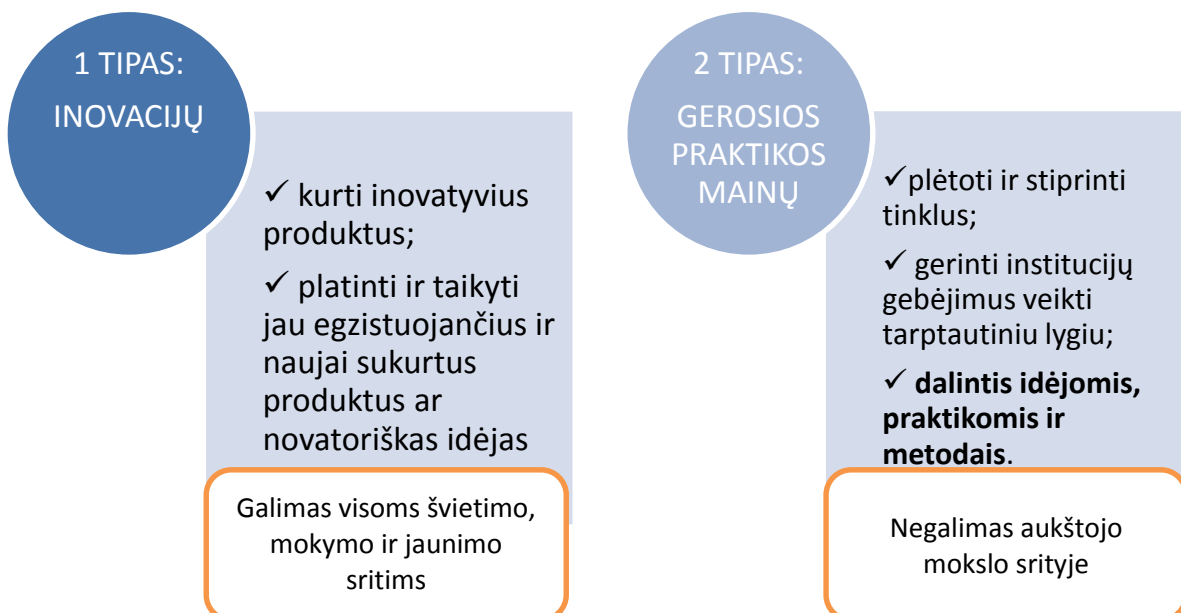 1 TIPAS:
INOVACIJŲ
✓ kurti inovatyvius
produktus;
✓ platinti ir taikyti
jau egzistuojančius ir
naujai sukurtus
produktus ar
novatoriškas idėjas
Galimas visoms švietimo,
mokymo ir jaunimo
sritims
2 TIPAS:
GEROSIOS
PRAKTIKOS
MAINŲ
✓plėtoti ir stiprinti
tinklus;
✓ gerinti institucijų
gebėjimus veikti
tarptautiniu lygiu;
✓ dalintis idėjomis,
praktikomis ir
metodais.
Negalimas aukštojo
mokslo srityje